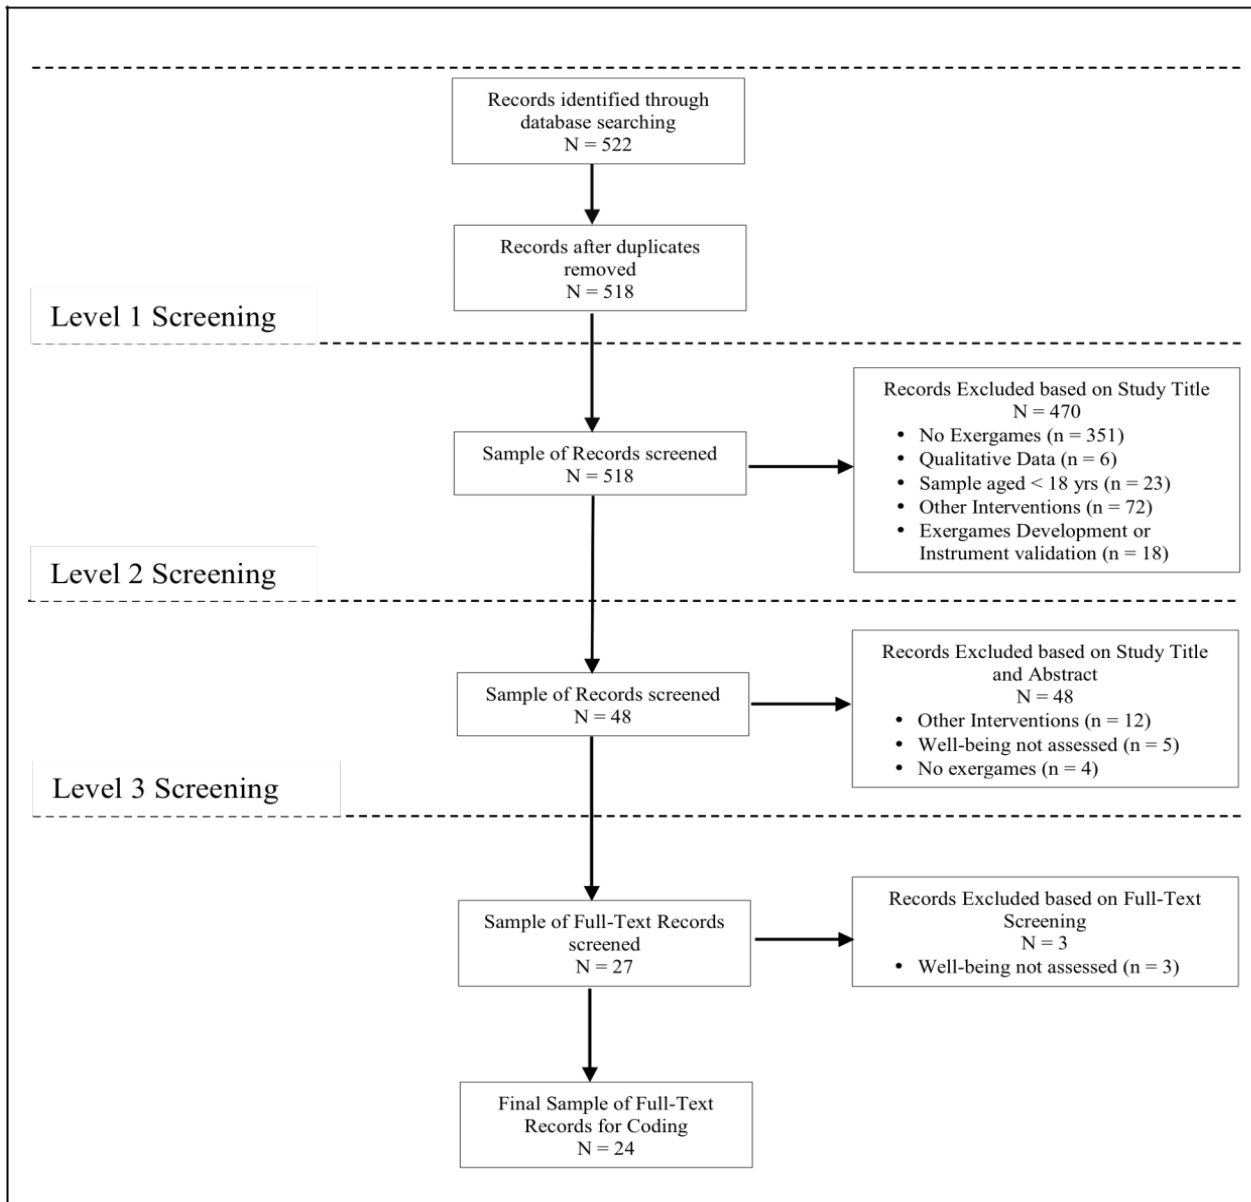 Records identified through
database searching
N = 522
Records after duplicates
removed
N = 518
Level 1 Screening
Sample of Records screened
N = 518
Records Excluded based on Study Title
N = 470
• No Exergames (n = 351)
• Qualitative Data (n = 6)
• Sample aged < 18 yrs (n = 23)
• Other Interventions (n = 72)
• Exergames Development or
Instrument validation (n = 18)
Level 2 Screening
Sample of Records screened
N = 48
Records Excluded based on Study Title
and Abstract
N = 48
• Other Interventions (n = 12)
• Well-being not assessed (n = 5)
• No exergames (n = 4)
Level 3 Screening
Sample of Full-Text Records
screened
N = 27
Records Excluded based on Full-Text
Screening
N = 3
• Well-being not assessed (n = 3)
Final Sample of Full-Text
Records for Coding
N = 24